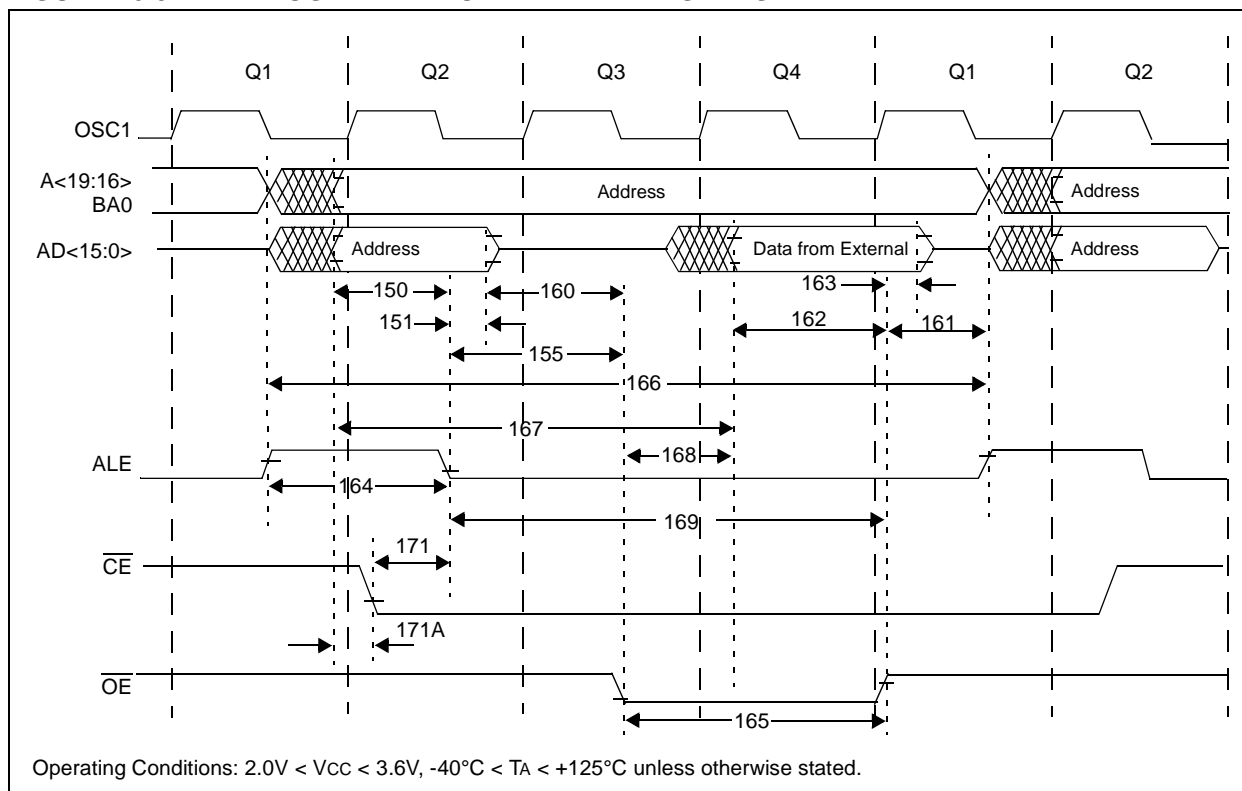 Q1 Q2 Q3 Q4 Q1 Q2
OSC1
A<19:16>
BA0
Address
Address
AD<15:0>
Address
Data from External
Address
150
160
163
151
162
161
155
166
167
168
ALE
164
169
171
CE
171A
OE
165
Operating Conditions: 2.0V < VCC < 3.6V, -40°C < TA < +125°C unless otherwise stated.